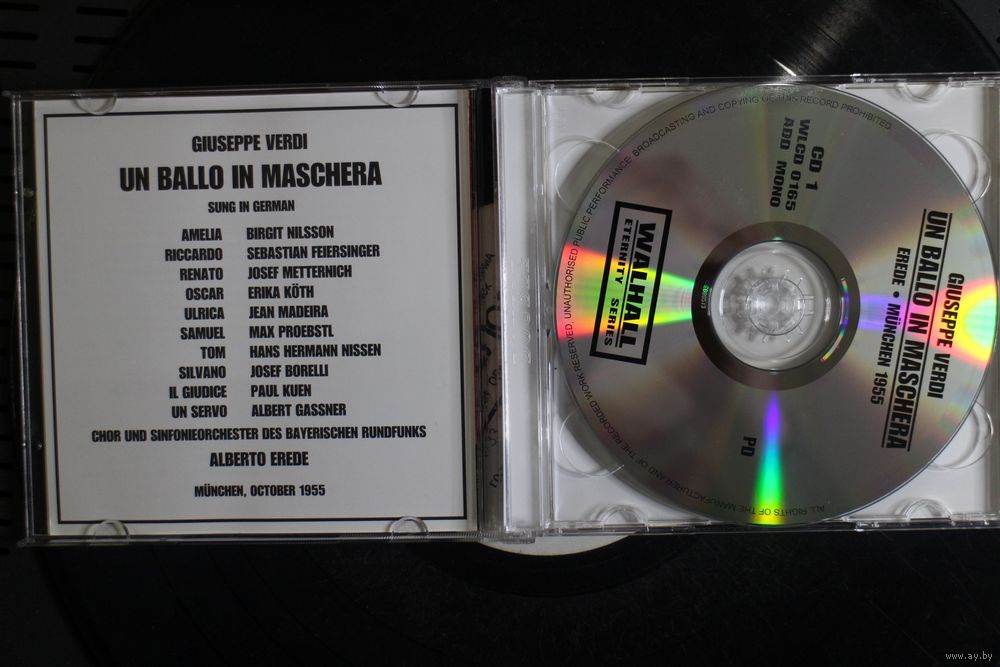 GIUSEPPE VERDI
UN BALLO IN MASCHERA
SUNG IN GERMAN
AMELIA BIRGIT NILSSON
RICCARDO SEBASTIAN FEIERSINGER
RENATO JOSEF METTERNICH
OSCAR ERIKA KÖTH
ULRICA JEAN MADEIRA
SAMUEL MAX PROEBSTL
TOM HANS HERMANN NISSEN
SILVANO JOSEF BORELLI
IL GIUDICE PAUL KUEN
UN SERVO ALBERT GASSNER
CHOR UND SINFONIEORCHESTER DES BAYERISCHEN RUNDFUNKS
ALBERTO EREDE
MÜNCHEN, OCTOBER 1955
GIUSEPPE VERDI
UN BALLO IN MASCHERA
EREDE • MÜNCHEN 1955
CD 1
WLCD 0165
ADD MONO
WALHALL
ETERNITY SERIES
PD
ALL RIGHTS OF THE MANUFACTURER AND OF THE RECORDED WORK RESERVED. UNAUTHORISED PUBLIC PERFORMANCE BROADCASTING AND COPYING OF THIS RECORD PROHIBITED.
www.ay.by